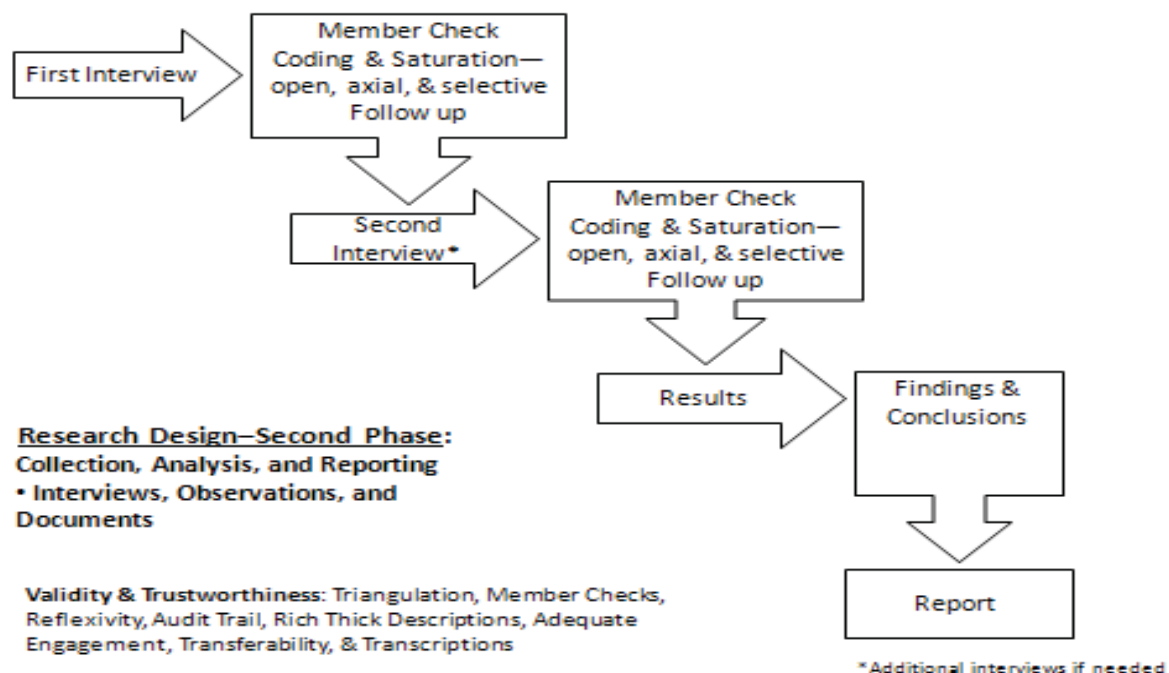 First Interview
Member Check
Coding & Saturation—
open, axial, & selective
Follow up
Second
Interview*
Member Check
Coding & Saturation—
open, axial, & selective
Follow up
Results
Findings &
Conclusions
Report
Research Design–Second Phase:
Collection, Analysis, and Reporting
• Interviews, Observations, and
Documents
Validity & Trustworthiness: Triangulation, Member Checks,
Reflexivity, Audit Trail, Rich Thick Descriptions, Adequate
Engagement, Transferability, & Transcriptions
*Additional interviews if needed